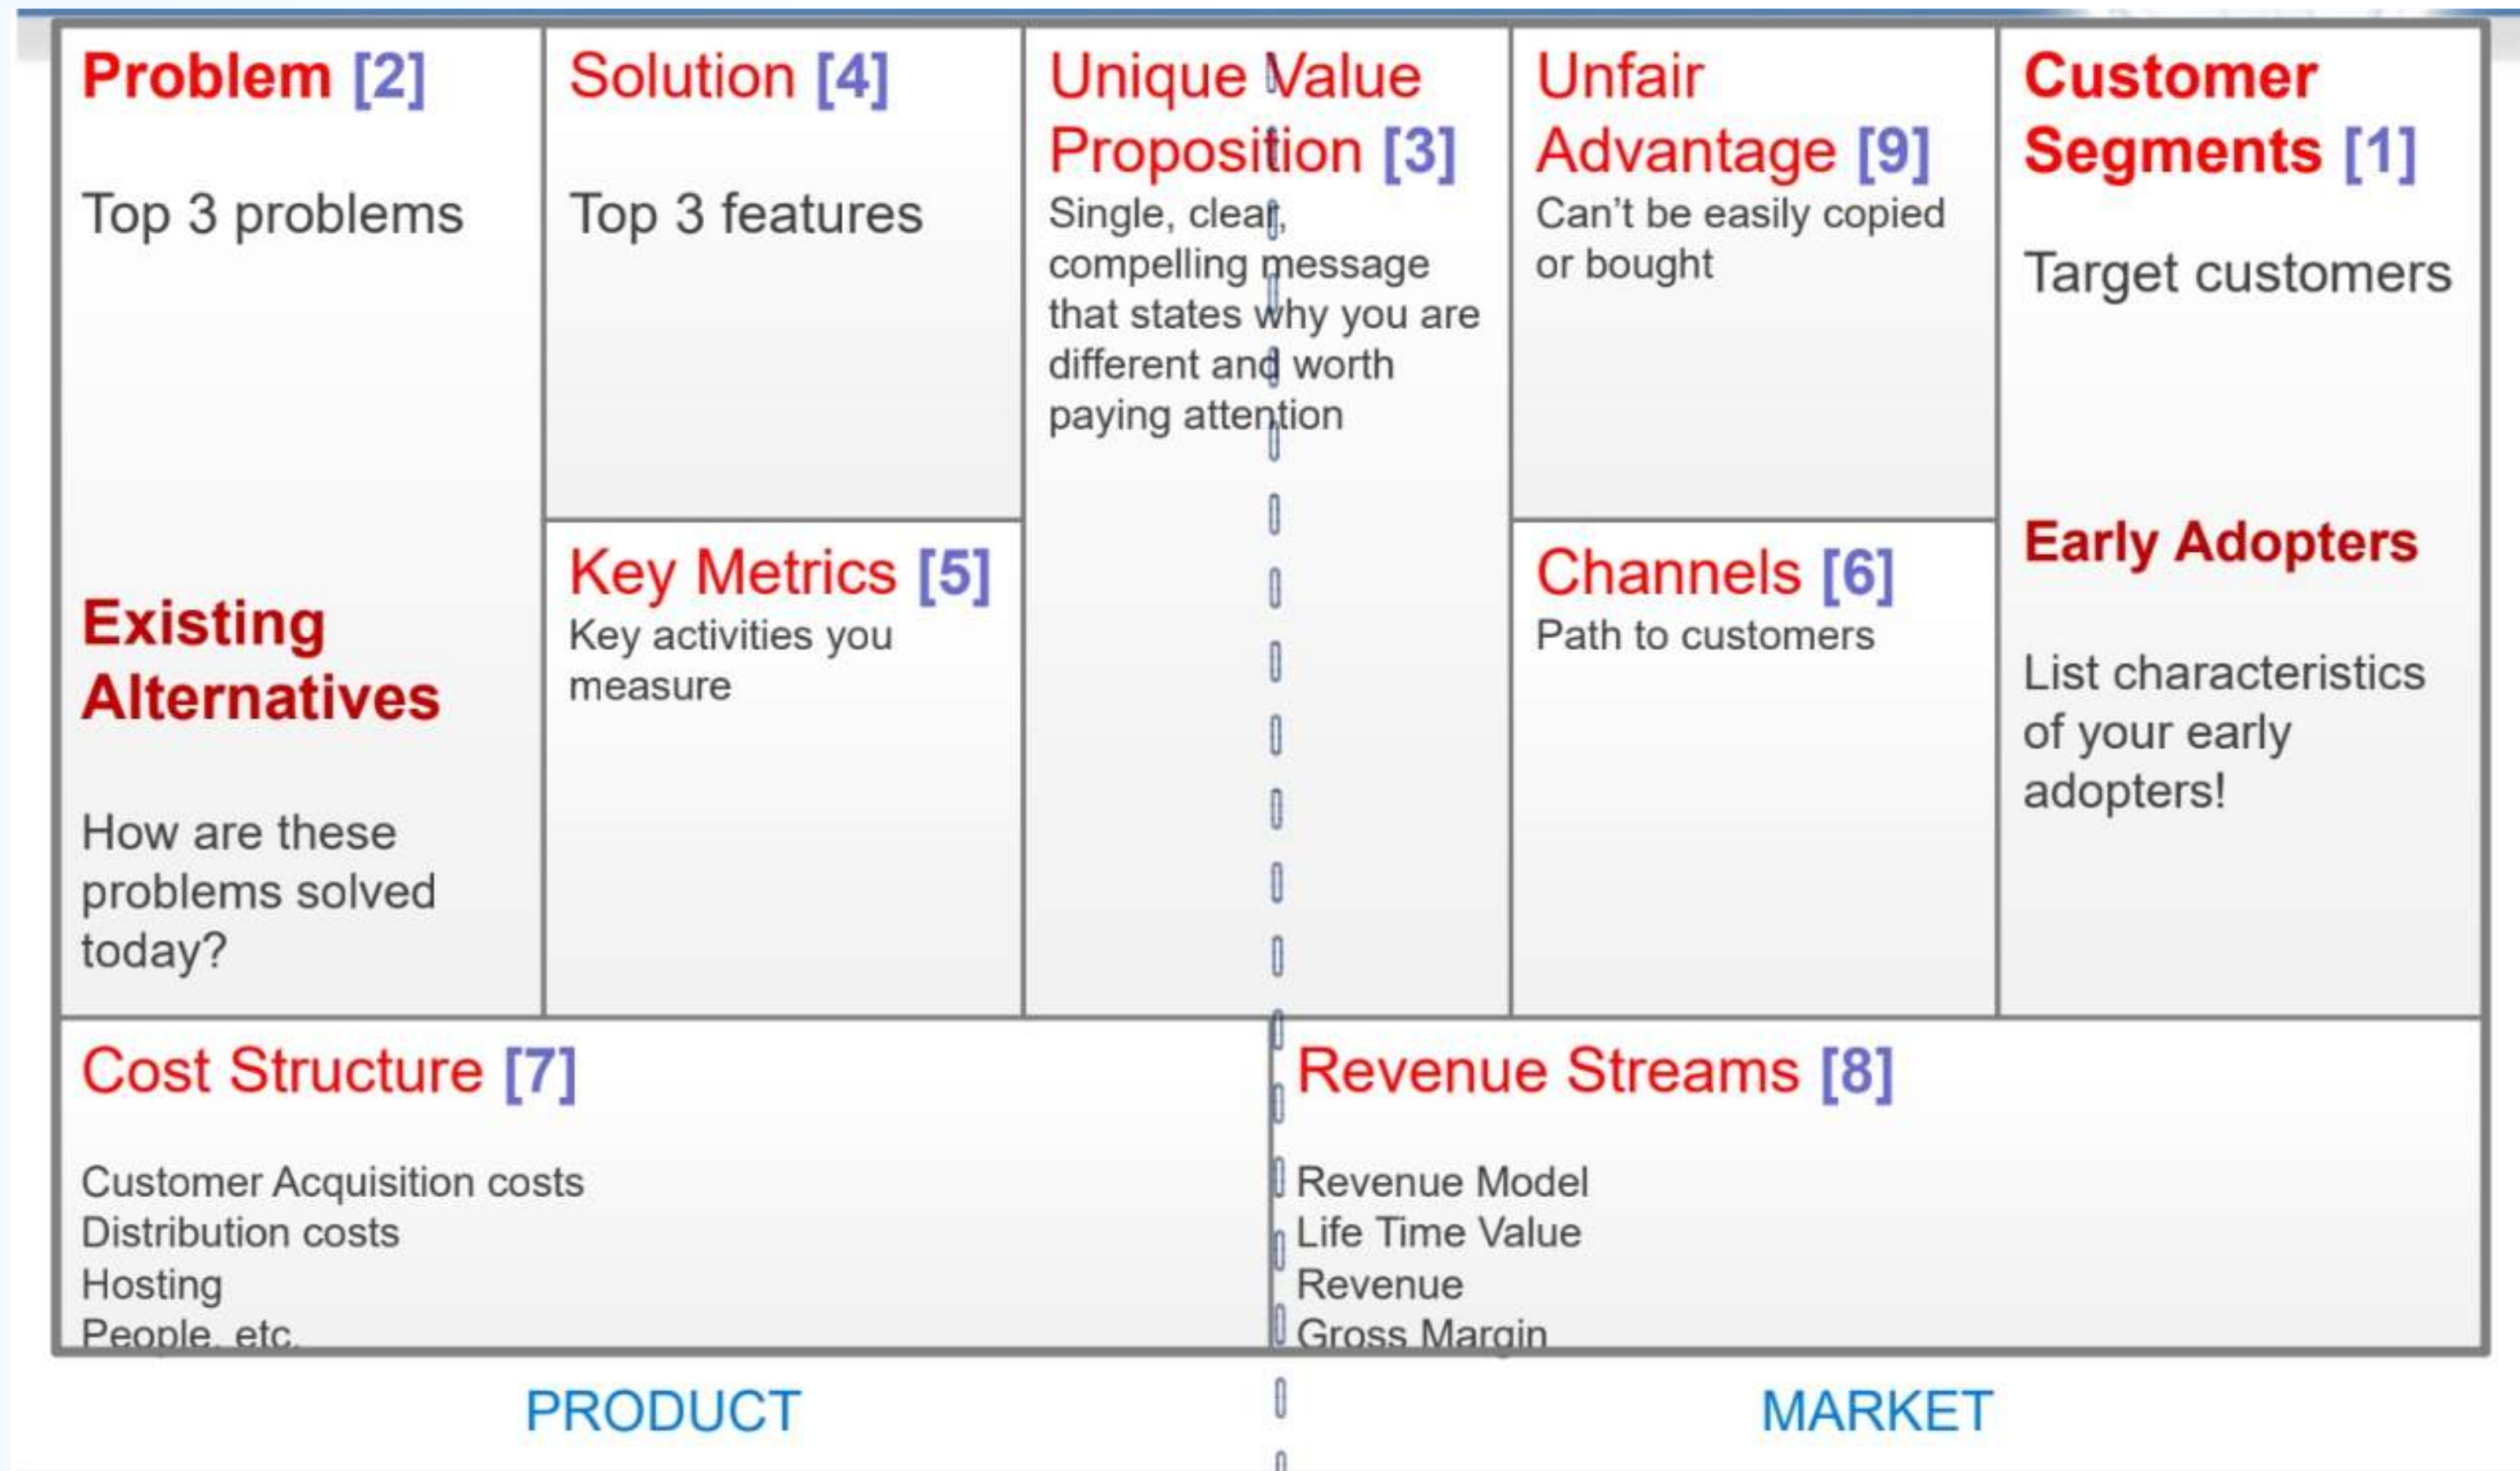 Problem [2]
Top 3 problems
Existing
Alternatives
How are these
problems solved
today?
Solution [4]
Top 3 features
Key Metrics [5]
Key activities you
measure
Unique Value
Proposition [3]
Single, clear,
compelling message
that states why you are
different and worth
paying attention
Unfair
Advantage [9]
Can't be easily copied
or bought
Channels [6]
Path to customers
Customer
Segments [1]
Target customers
Early Adopters
List characteristics
of your early
adopters!
Cost Structure [7]
Customer Acquisition costs
Distribution costs
Hosting
People, etc.
Revenue Streams [8]
Revenue Model
Life Time Value
Revenue
Gross Margin
PRODUCT
MARKET